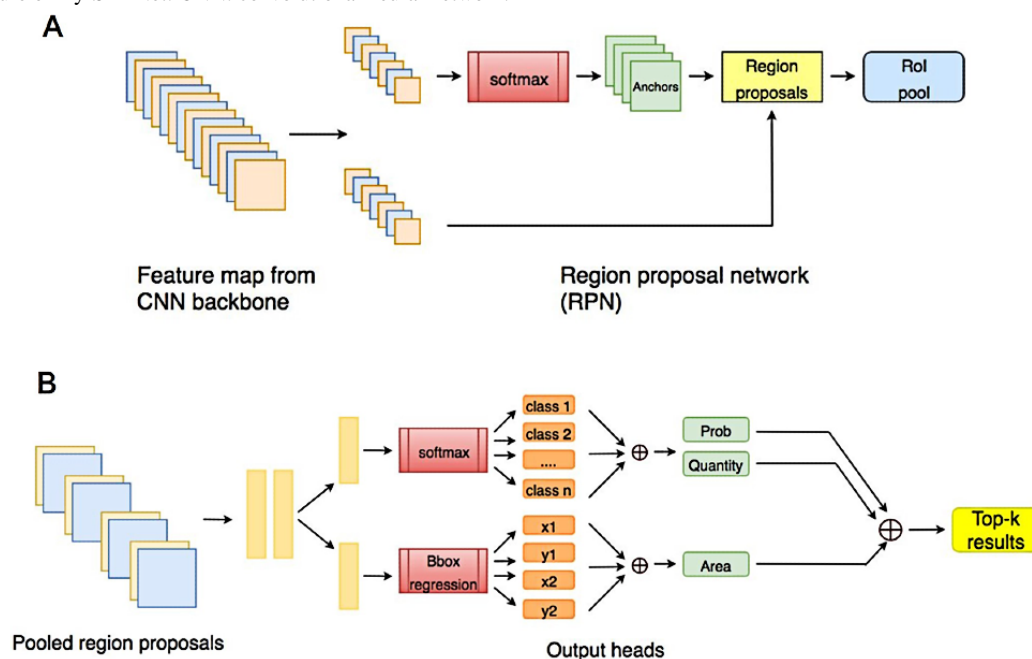 A
softmax
Anchors
Region
proposals
RoI
pool
Feature map from
CNN backbone
Region proposal network
(RPN)
B
softmax
class 1
class 2
....
class n
Prob
Quantity
Bbox
regression
x1
y1
x2
y2
Area
Top-k
results
Pooled region proposals
Output heads